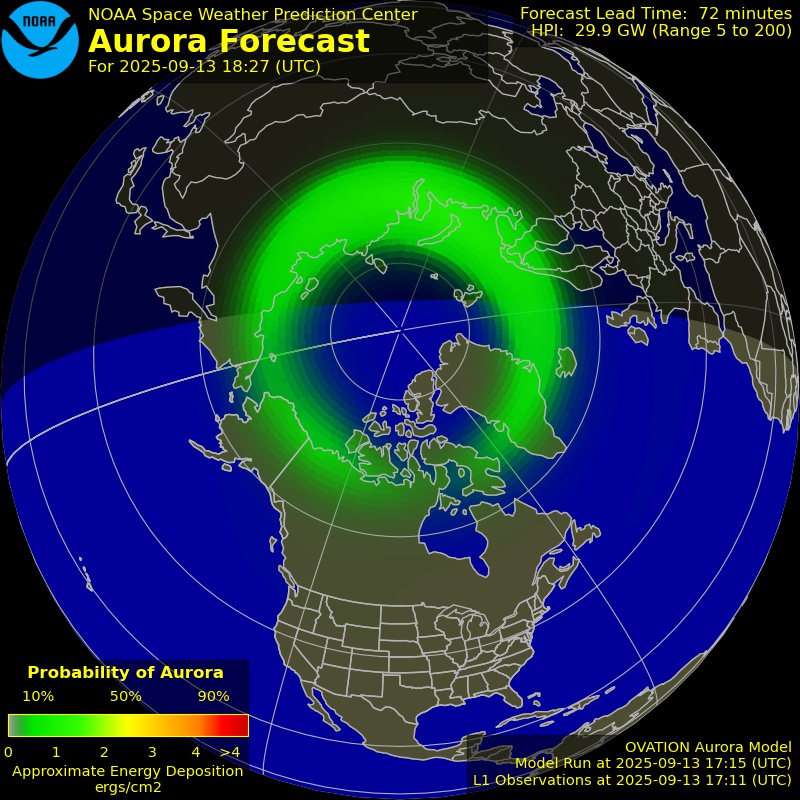 NOAA
NOAA Space Weather Prediction Center
Aurora Forecast
For 2025-09-13 18:27 (UTC)
Forecast Lead Time: 72 minutes
HPI: 29.9 GW (Range 5 to 200)
Probability of Aurora
10% 50% 90%
0 1 2 3 4 >4
Approximate Energy Deposition
ergs/cm2
OVATION Aurora Model
Model Run at 2025-09-13 17:15 (UTC)
L1 Observations at 2025-09-13 17:11 (UTC)